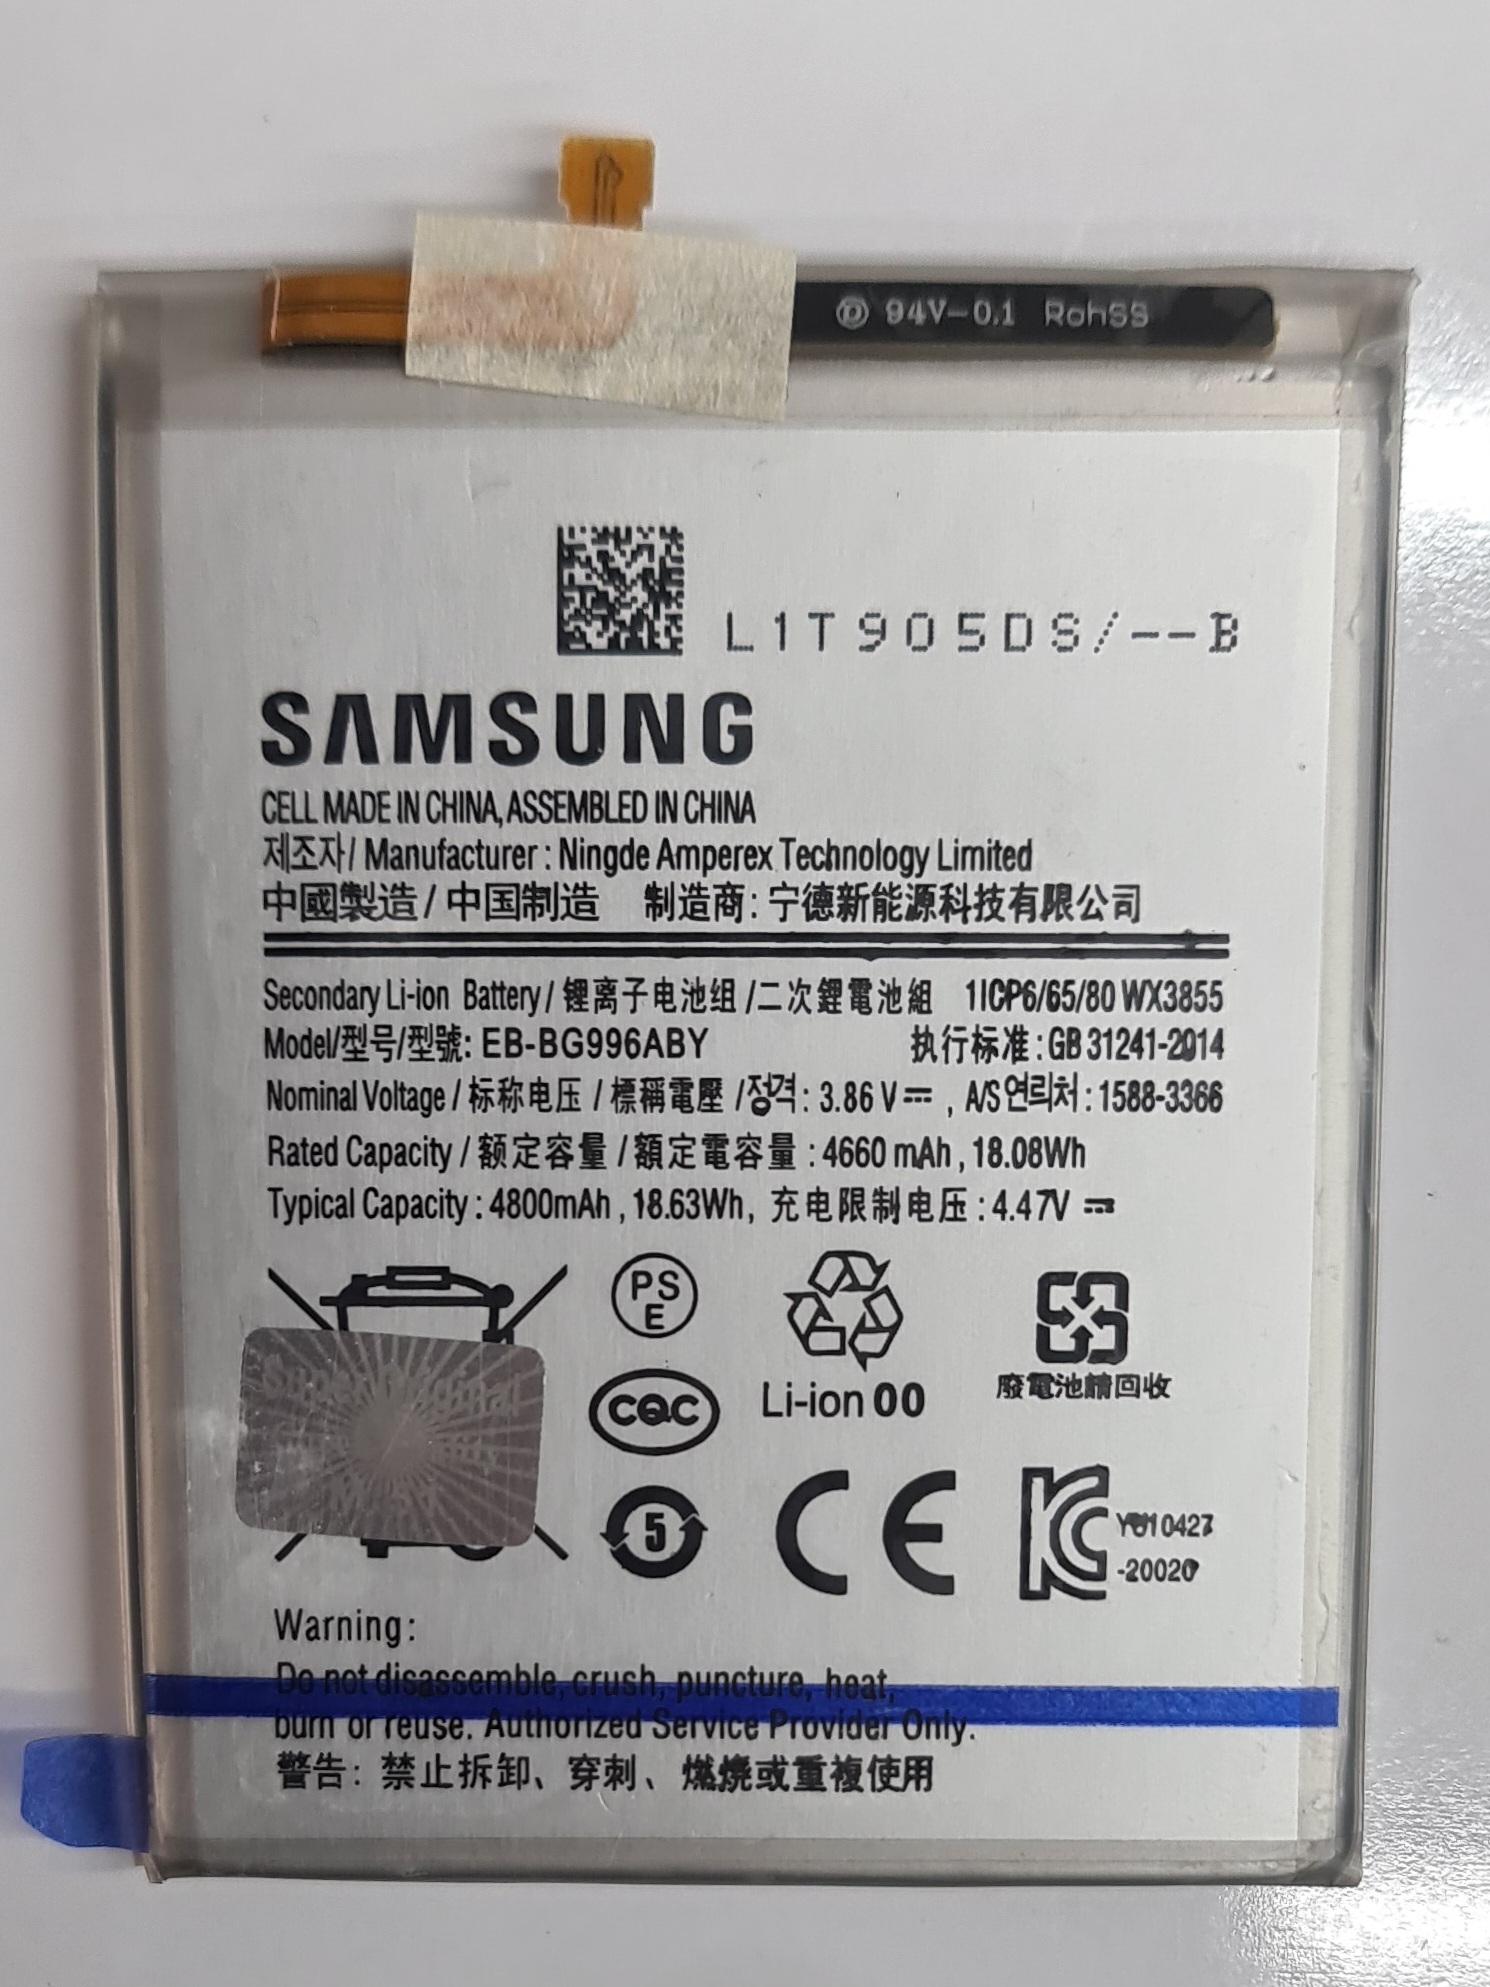 ⓟ 94V-0.1 RohSS
L1T905DS/--B
SAMSUNG
CELL MADE IN CHINA, ASSEMBLED IN CHINA
제조자/ Manufacturer : Ningde Amperex Technology Limited
中國製造 / 中国制造 制造商: 宁德新能源科技有限公司
Secondary Li-ion Battery / 锂离子电池组 /二次鋰電池組 1ICP6/65/80 WX3855
Model/型号/型號: EB-BG996ABY 执行标准 : GB 31241-2014
Nominal Voltage / 标称电压 / 標稱電壓 /정격: 3.86 V⎓ , A/S연릭처 : 1588-3366
Rated Capacity / 额定容量 / 額定電容量 : 4660 mAh , 18.08Wh
Typical Capacity : 4800mAh , 18.63Wh, 充电限制电压 : 4.47V ⎓
PS
E
CQC
Li-ion 00
廢電池請回收
5
CE
KC
YU10427
-20020
Original
Warning:
Do not disassemble, crush, puncture, heat,
burn or reuse. Authorized Service Provider Only.
警告: 禁止拆卸、穿刺、燃烧或重複使用